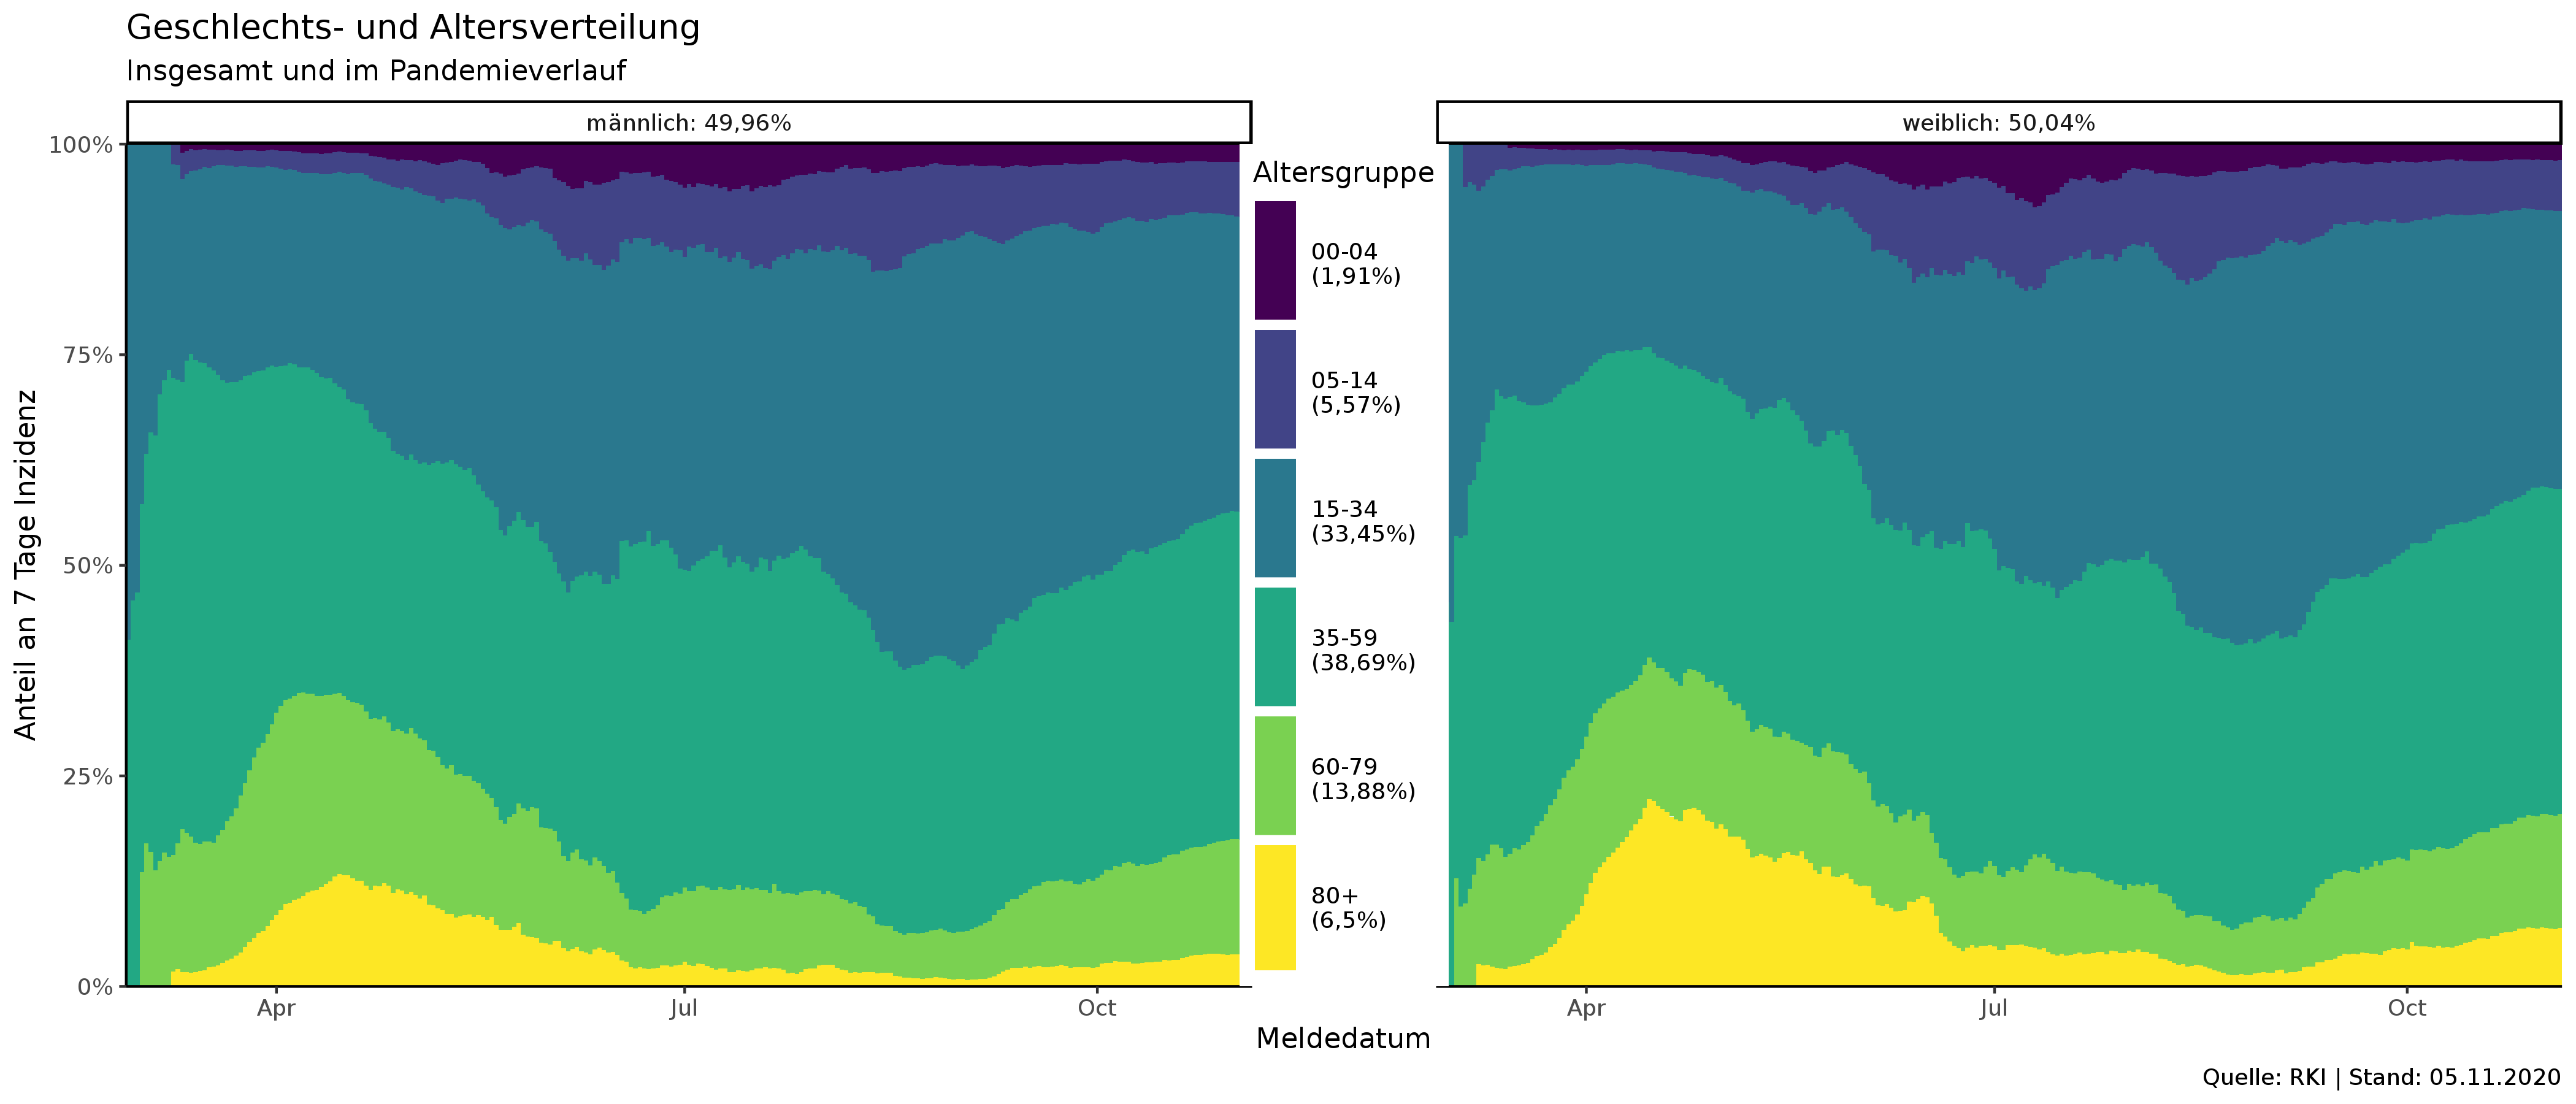 Geschlechts- und Altersverteilung
Insgesamt und im Pandemieverlauf
männlich: 49,96%
weiblich: 50,04%
Anteil an 7 Tage Inzidenz
100%
75%
50%
25%
0%
Apr
Jul
Oct
Altersgruppe
00-04
(1,91%)
05-14
(5,57%)
15-34
(33,45%)
35-59
(38,69%)
60-79
(13,88%)
80+
(6,5%)
Apr
Jul
Oct
Meldedatum
Quelle: RKI | Stand: 05.11.2020